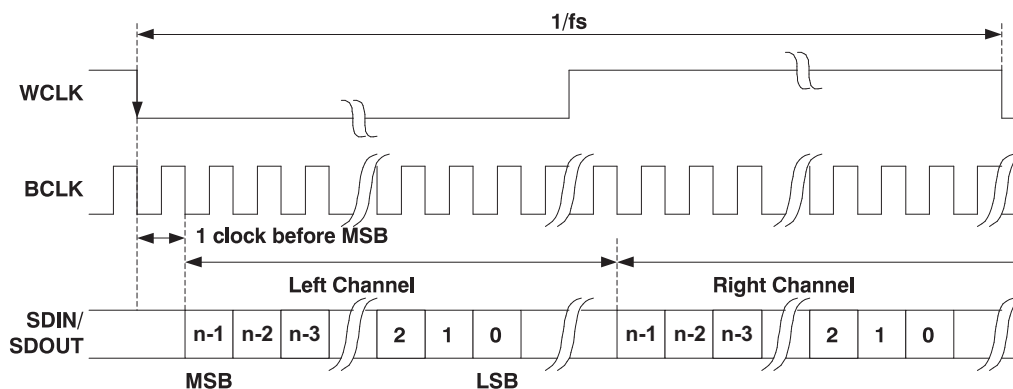 1/fs
WCLK
BCLK
1 clock before MSB
Left Channel Right Channel
SDIN/
SDOUT
n-1 n-2 n-3 2 1 0 n-1 n-2 n-3 2 1 0
MSB LSB